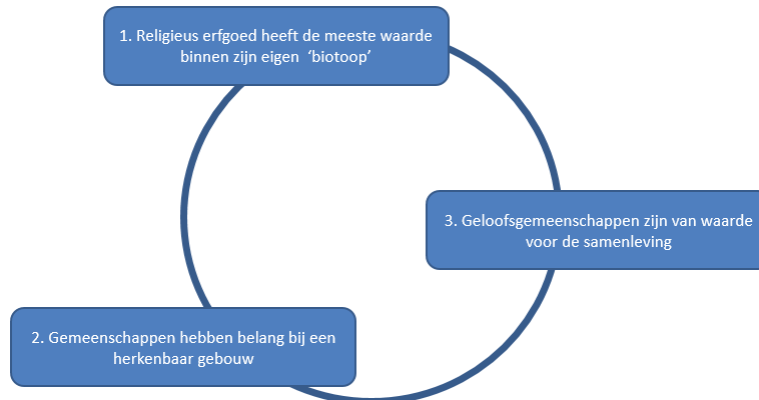 1. Religieus erfgoed heeft de meeste waarde
binnen zijn eigen ‘biotoop’
3. Geloofsgemeenschappen zijn van waarde
voor de samenleving
2. Gemeenschappen hebben belang bij een
herkenbaar gebouw